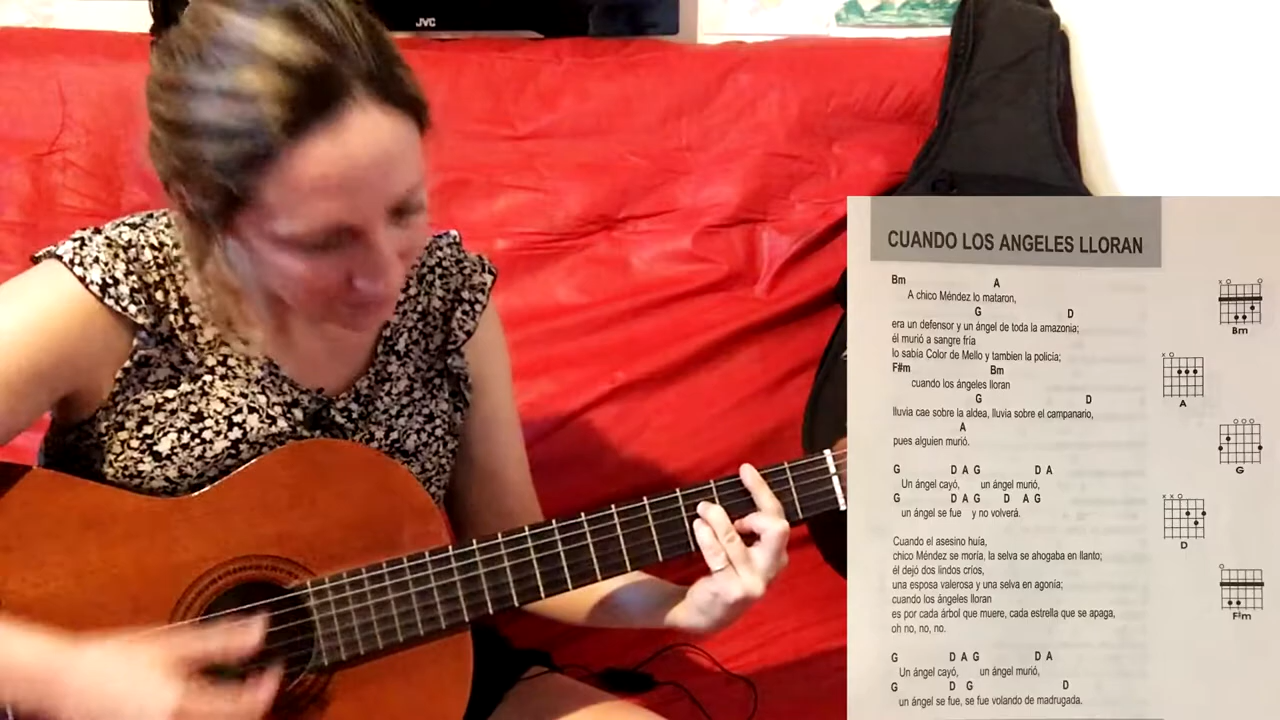 JVC
CUANDO LOS ANGELES LLORAN
Bm A
A chico Méndez lo mataron,
G D
era un defensor y un ángel de toda la amazonia;
él murió a sangre fría
lo sabía Color de Mello y tambien la policia;
F#m Bm
cuando los ángeles lloran
G D
lluvia cae sobre la aldea, lluvia sobre el campanario,
A
pues alguien murió.
G D A G D A
Un ángel cayó, un ángel murió,
G D A G D A G
un ángel se fue y no volverá.
Cuando el asesino huía,
chico Méndez se moría, la selva se ahogaba en llanto;
él dejó dos lindos críos,
una esposa valerosa y una selva en agonía;
cuando los ángeles lloran
es por cada árbol que muere, cada estrella que se apaga,
oh no, no, no.
G D A G D A
Un ángel cayó, un ángel murió,
G D G D
un ángel se fue, se fue volando de madrugada.
Bm
A
G
D
F#m